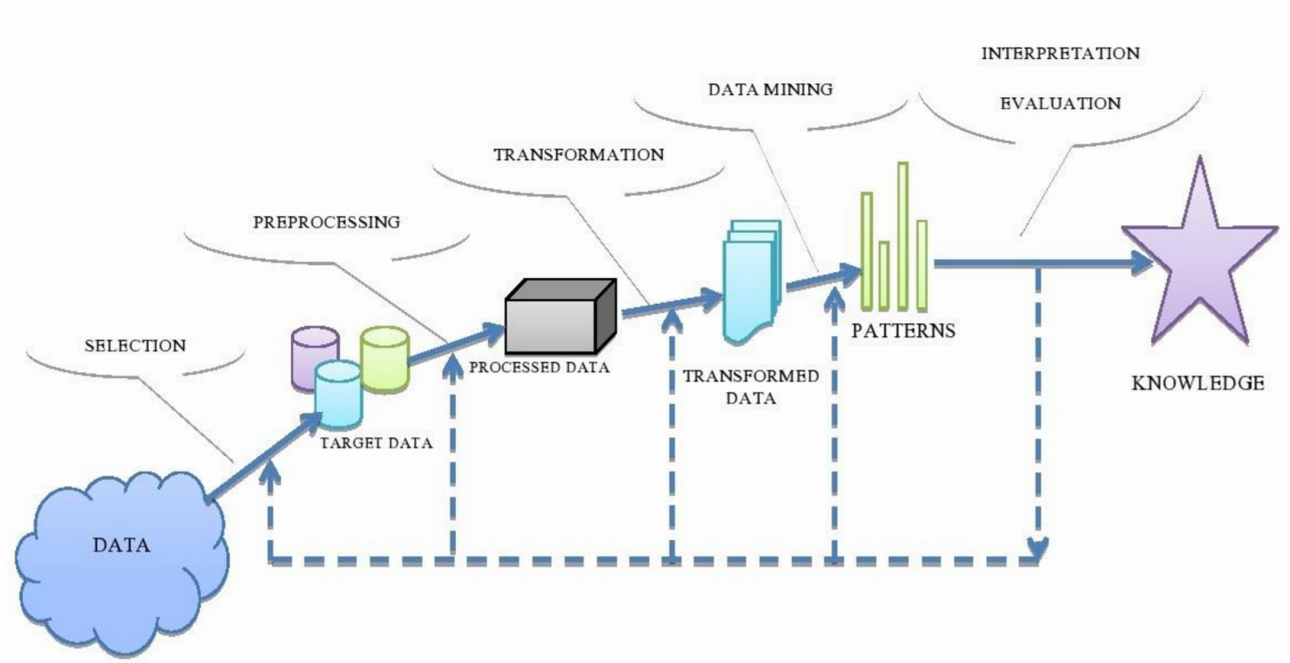 INTERPRETATION
EVALUATION
DATA MINING
TRANSFORMATION
PREPROCESSING
SELECTION
PATTERNS
PROCESSED DATA
TRANSFORMED
DATA
KNOWLEDGE
TARGET DATA
DATA